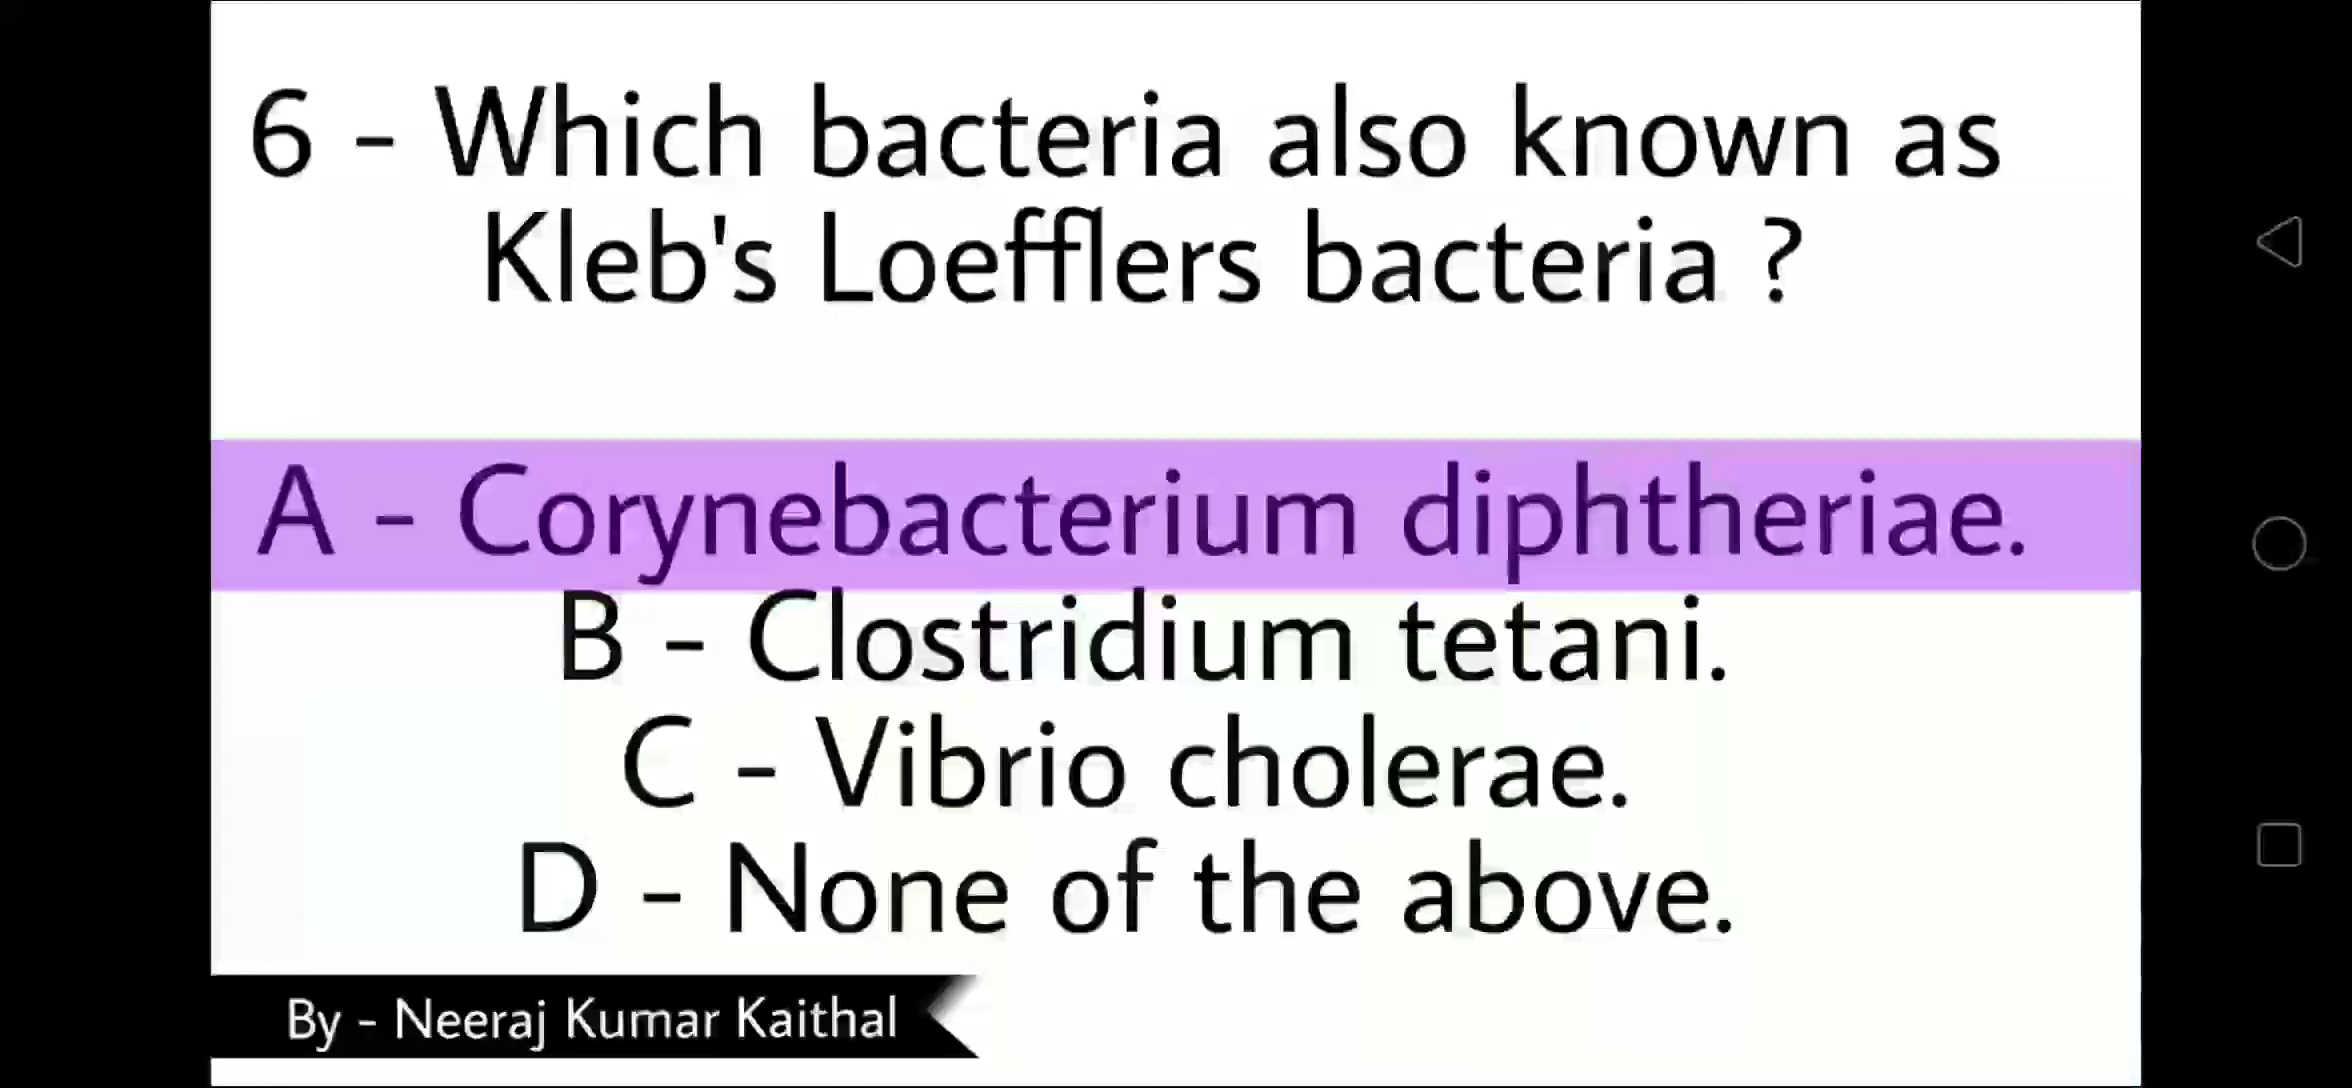 6 - Which bacteria also known as
Kleb's Loefflers bacteria ?
A - Corynebacterium diphtheriae.
B - Clostridium tetani.
C - Vibrio cholerae.
D - None of the above.
By - Neeraj Kumar Kaithal